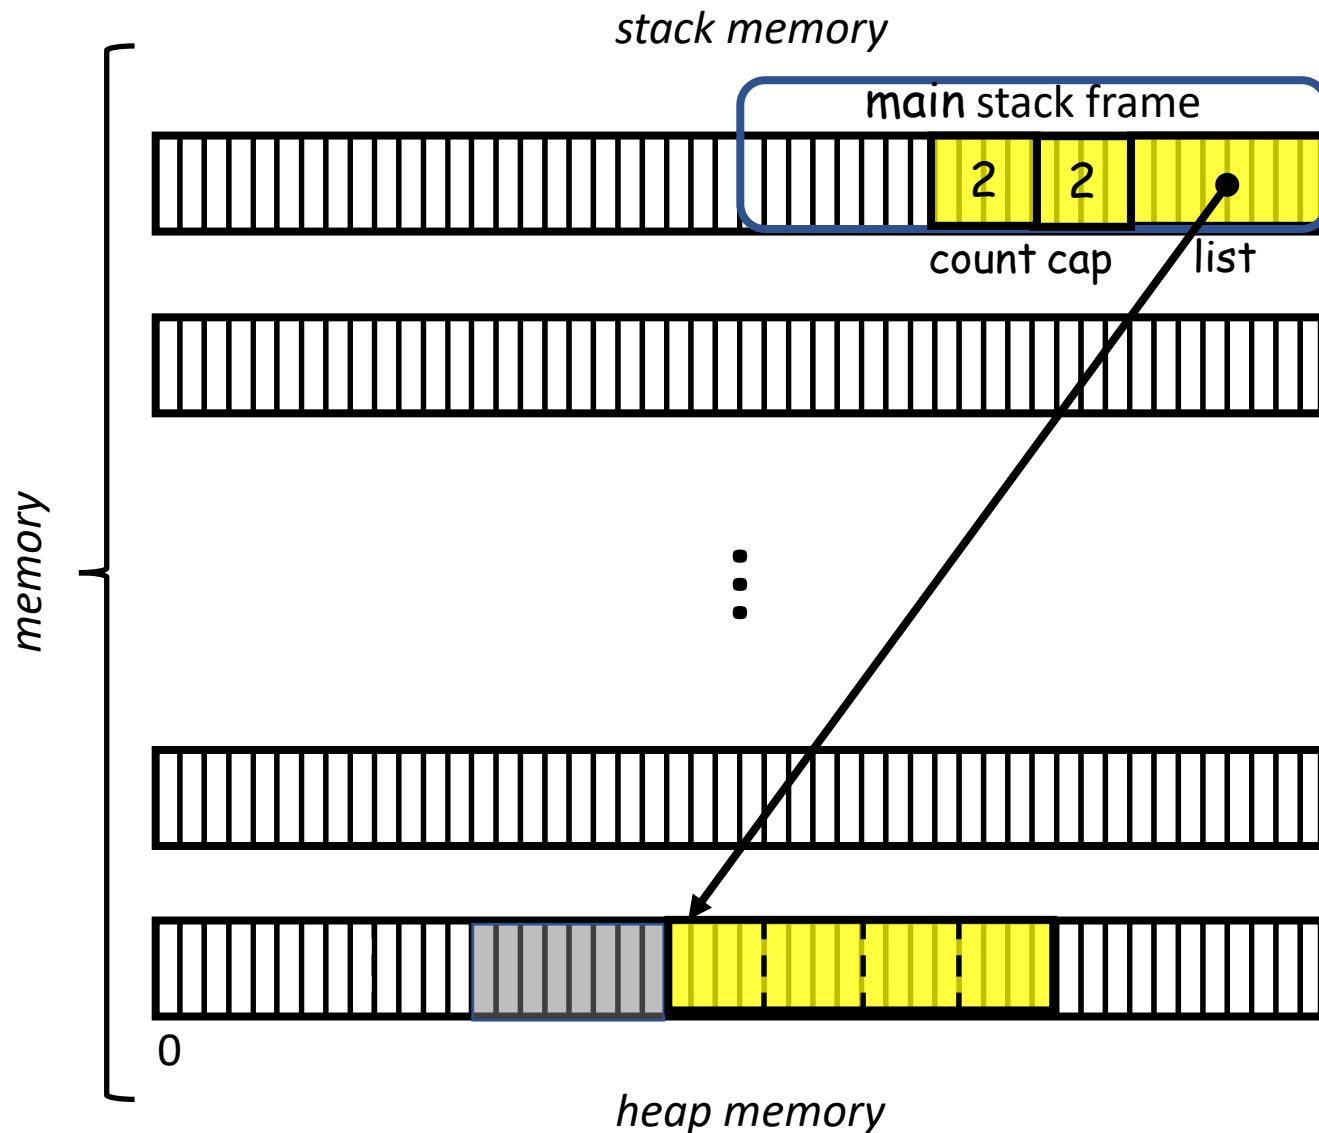 stack memory
main stack frame
2 2
count cap list
memory
0
heap memory